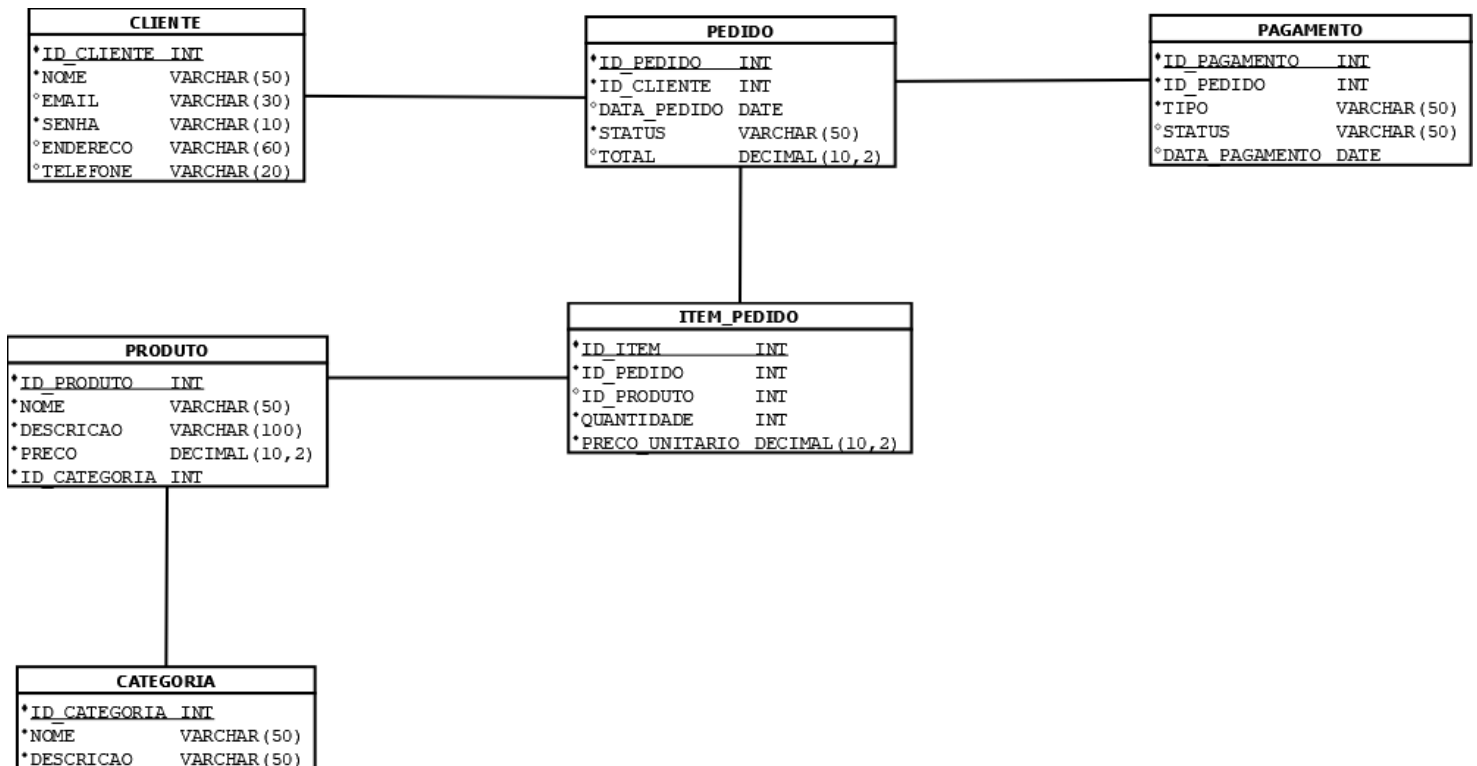 CLIENTE
ID_CLIENTE INT
NOME VARCHAR(50)
EMAIL VARCHAR(30)
SENHA VARCHAR(10)
ENDERECO VARCHAR(60)
TELEFONE VARCHAR(20)
PEDIDO
ID_PEDIDO INT
ID_CLIENTE INT
DATA_PEDIDO DATE
STATUS VARCHAR(50)
TOTAL DECIMAL(10,2)
PAGAMENTO
ID_PAGAMENTO INT
ID_PEDIDO INT
TIPO VARCHAR(50)
STATUS VARCHAR(50)
DATA_PAGAMENTO DATE
PRODUTO
ID_PRODUTO INT
NOME VARCHAR(50)
DESCRICAO VARCHAR(100)
PRECO DECIMAL(10,2)
ID_CATEGORIA INT
ITEM_PEDIDO
ID_ITEM INT
ID_PEDIDO INT
ID_PRODUTO INT
QUANTIDADE INT
PRECO_UNITARIO DECIMAL(10,2)
CATEGORIA
ID_CATEGORIA INT
NOME VARCHAR(50)
DESCRICAO VARCHAR(50)